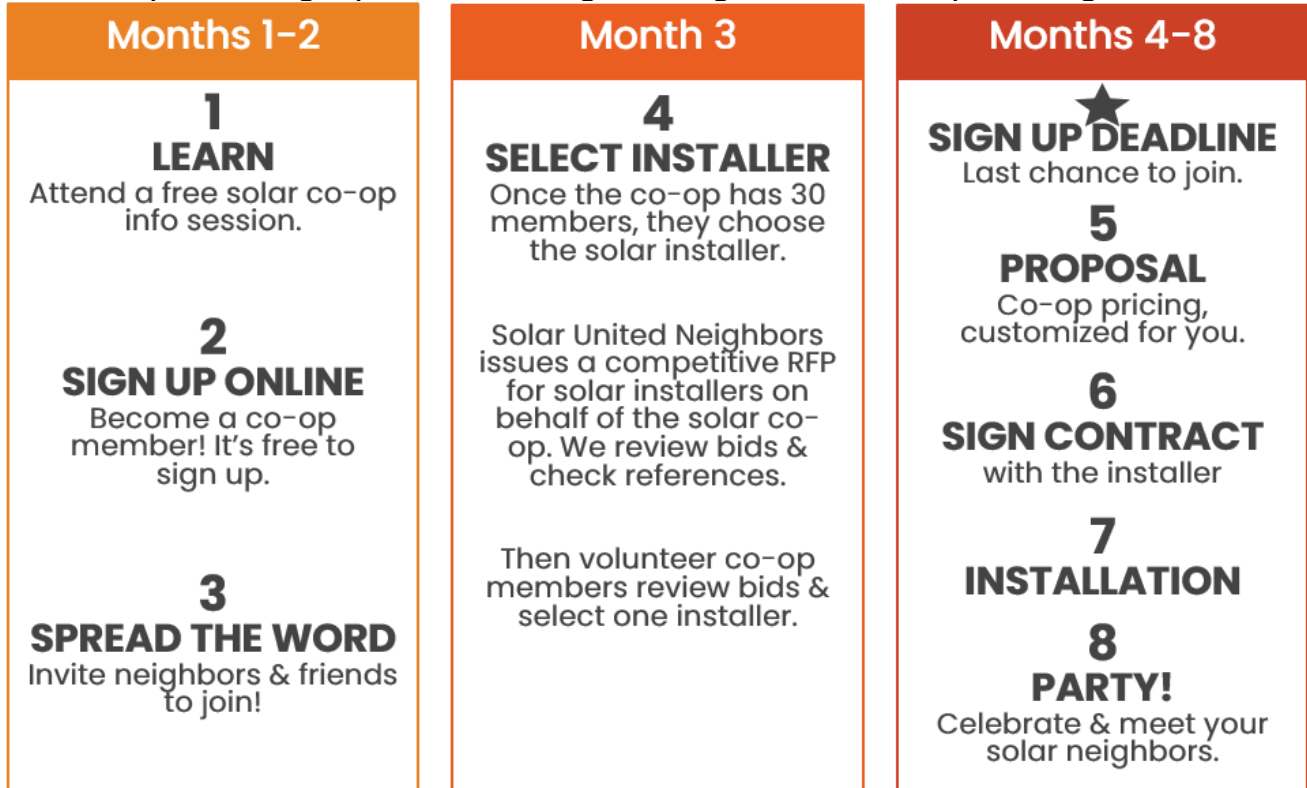 Months 1-2
1
LEARN
Attend a free solar co-op
info session.
2
SIGN UP ONLINE
Become a co-op
member! It's free to
sign up.
3
SPREAD THE WORD
Invite neighbors & friends
to join!
Month 3
4
SELECT INSTALLER
Once the co-op has 30
members, they choose
the solar installer.
Solar United Neighbors
issues a competitive RFP
for solar installers on
behalf of the solar co-
op. We review bids &
check references.
Then volunteer co-op
members review bids &
select one installer.
Months 4-8
SIGN UP DEADLINE
Last chance to join.
5
PROPOSAL
Co-op pricing,
customized for you.
6
SIGN CONTRACT
with the installer
7
INSTALLATION
8
PARTY!
Celebrate & meet your
solar neighbors.